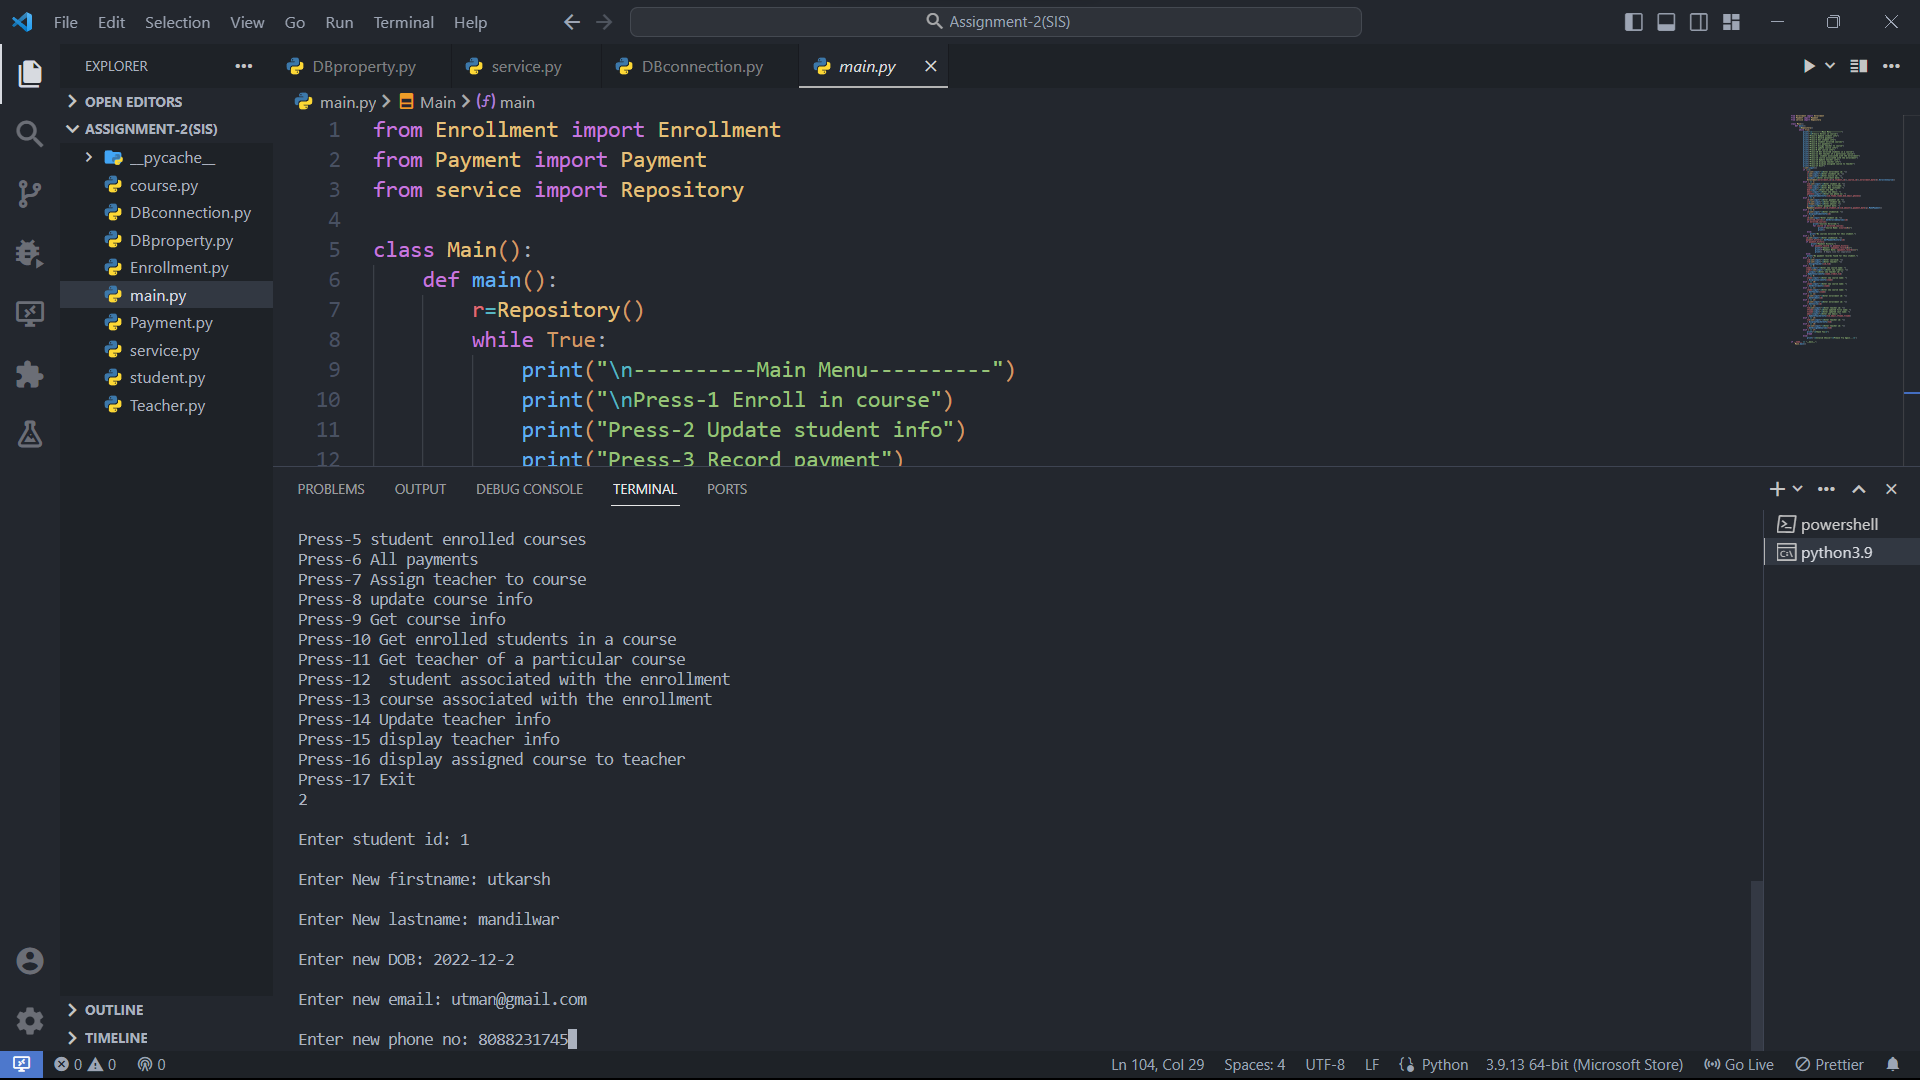 File Edit Selection View Go Run Terminal Help
Assignment-2(SIS)
EXPLORER
OPEN EDITORS
ASSIGNMENT-2(SIS)
__pycache__
course.py
DBconnection.py
DBproperty.py
Enrollment.py
main.py
Payment.py
service.py
student.py
Teacher.py
OUTLINE
TIMELINE
DBproperty.py service.py DBconnection.py main.py
main.py Main main
1 from Enrollment import Enrollment
2 from Payment import Payment
3 from service import Repository
4
5 class Main():
6 def main():
7 r=Repository()
8 while True:
9 print("\n----------Main Menu----------")
10 print("\nPress-1 Enroll in course")
11 print("Press-2 Update student info")
12 print("Press-3 Record payment")
PROBLEMS OUTPUT DEBUG CONSOLE TERMINAL PORTS
powershell
python3.9
Press-5 student enrolled courses
Press-6 All payments
Press-7 Assign teacher to course
Press-8 update course info
Press-9 Get course info
Press-10 Get enrolled students in a course
Press-11 Get teacher of a particular course
Press-12  student associated with the enrollment
Press-13 course associated with the enrollment
Press-14 Update teacher info
Press-15 display teacher info
Press-16 display assigned course to teacher
Press-17 Exit
2
Enter student id: 1
Enter New firstname: utkarsh
Enter New lastname: mandilwar
Enter new DOB: 2022-12-2
Enter new email: utman@gmail.com
Enter new phone no: 8088231745
0 0 0 Ln 104, Col 29 Spaces: 4 UTF-8 LF Python 3.9.13 64-bit (Microsoft Store) Go Live Prettier